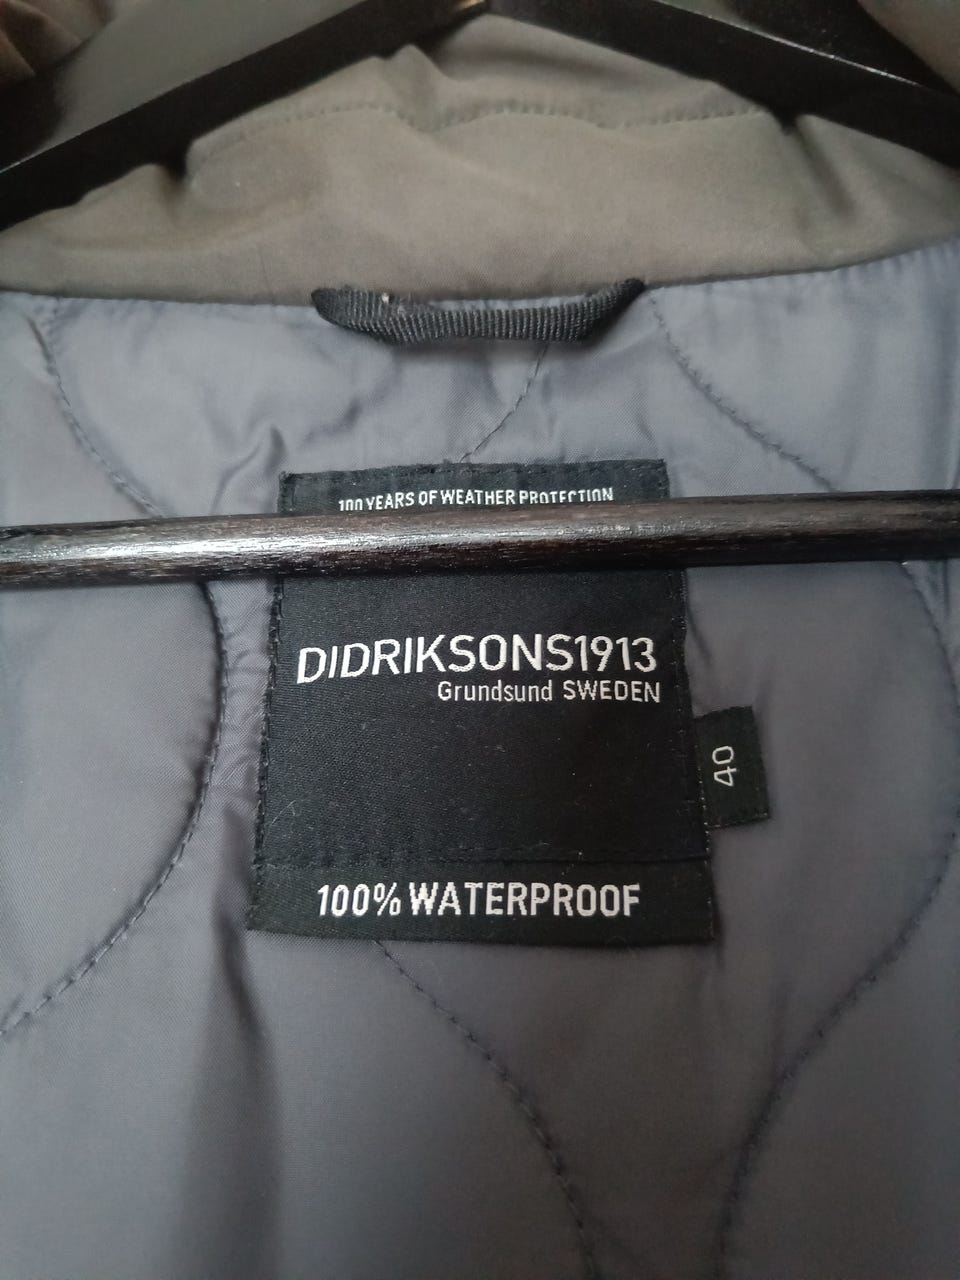 100 YEARS OF WEATHER PROTECTION
DIDRIKSONS1913
Grundsund SWEDEN
40
100% WATERPROOF